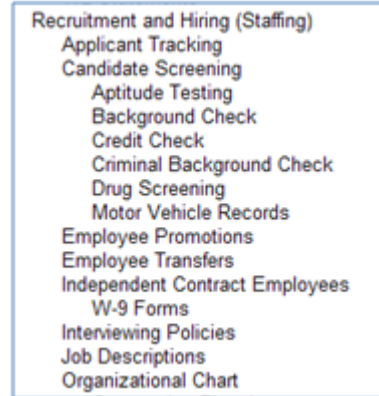 Recruitment and Hiring (Staffing)
Applicant Tracking
Candidate Screening
Aptitude Testing
Background Check
Credit Check
Criminal Background Check
Drug Screening
Motor Vehicle Records
Employee Promotions
Employee Transfers
Independent Contract Employees
W-9 Forms
Interviewing Policies
Job Descriptions
Organizational Chart